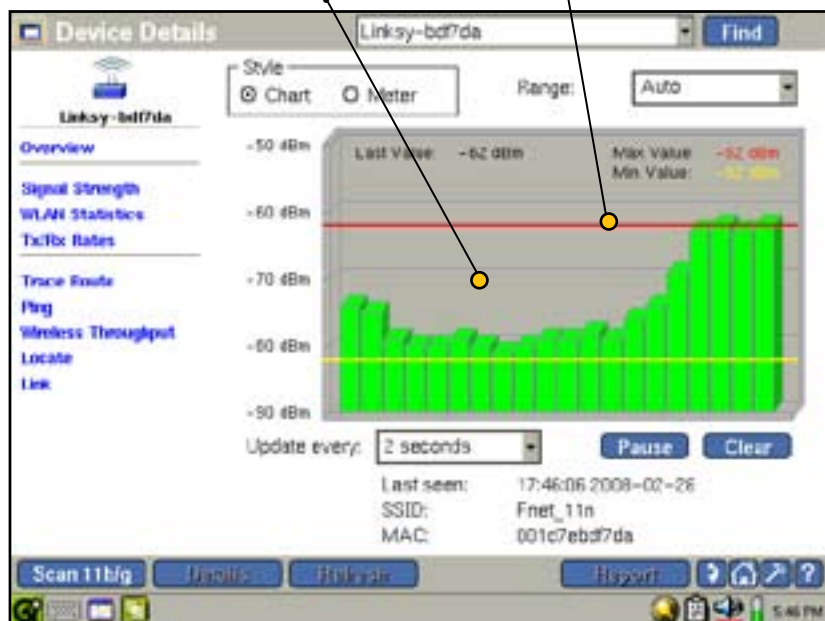 Device Details
Linksy-bdf7da
Find
Linksy-bdf7da
Style
Chart
Meter
Range:
Auto
Overview
Signal Strength
WLAN Statistics
Tx/Rx Rates
Trace Route
Ping
Wireless Throughput
Locate
Link
-50 dBm
-60 dBm
-70 dBm
-80 dBm
-90 dBm
Last Value: -62 dBm
Max Value
Min Value:
Update every:
2 seconds
Pause
Clear
Last seen: 17:46:06 2008-02-26
SSID: Fnet_11n
MAC: 001c7ebdf7da
Scan 11b/g
Details
Refresh
Report
?
5:46 PM